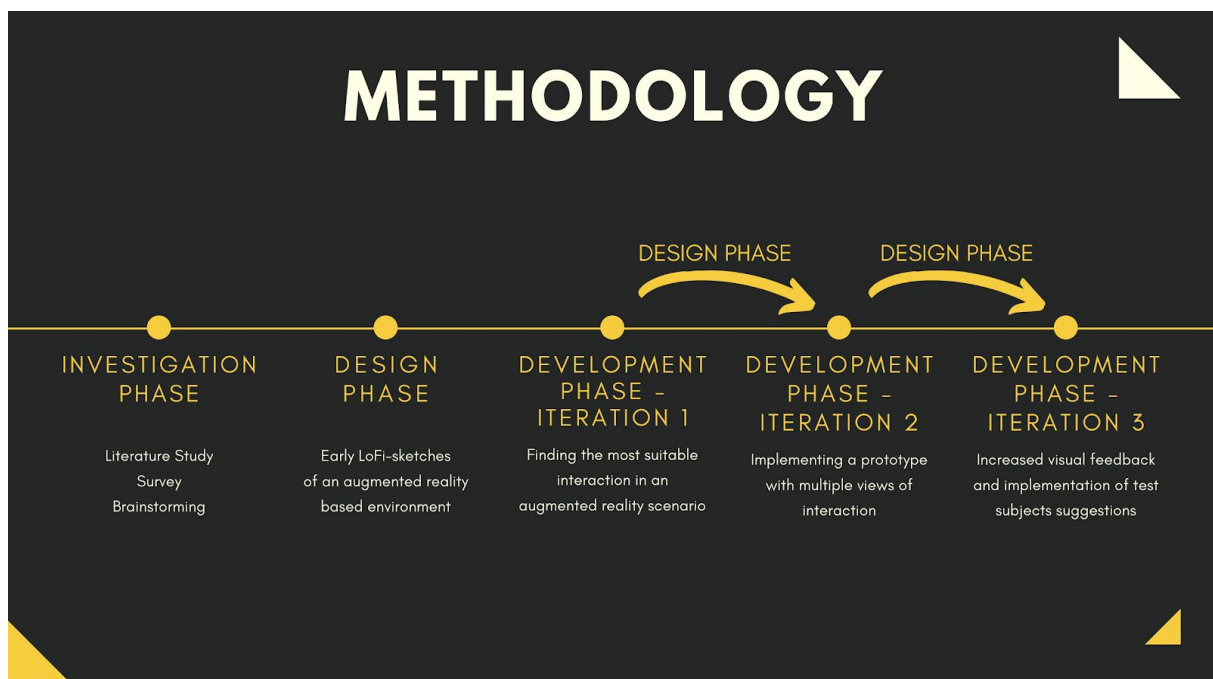 METHODOLOGY
DESIGN PHASE
DESIGN PHASE
INVESTIGATION
PHASE
Literature Study
Survey
Brainstorming
DESIGN
PHASE
Early LoFi-sketches
of an augmented reality
based environment
DEVELOPMENT
PHASE -
ITERATION 1
Finding the most suitable
interaction in an
augmented reality scenario
DEVELOPMENT
PHASE -
ITERATION 2
Implementing a prototype
with multiple views of
interaction
DEVELOPMENT
PHASE -
ITERATION 3
Increased visual feedback
and implementation of test
subjects suggestions